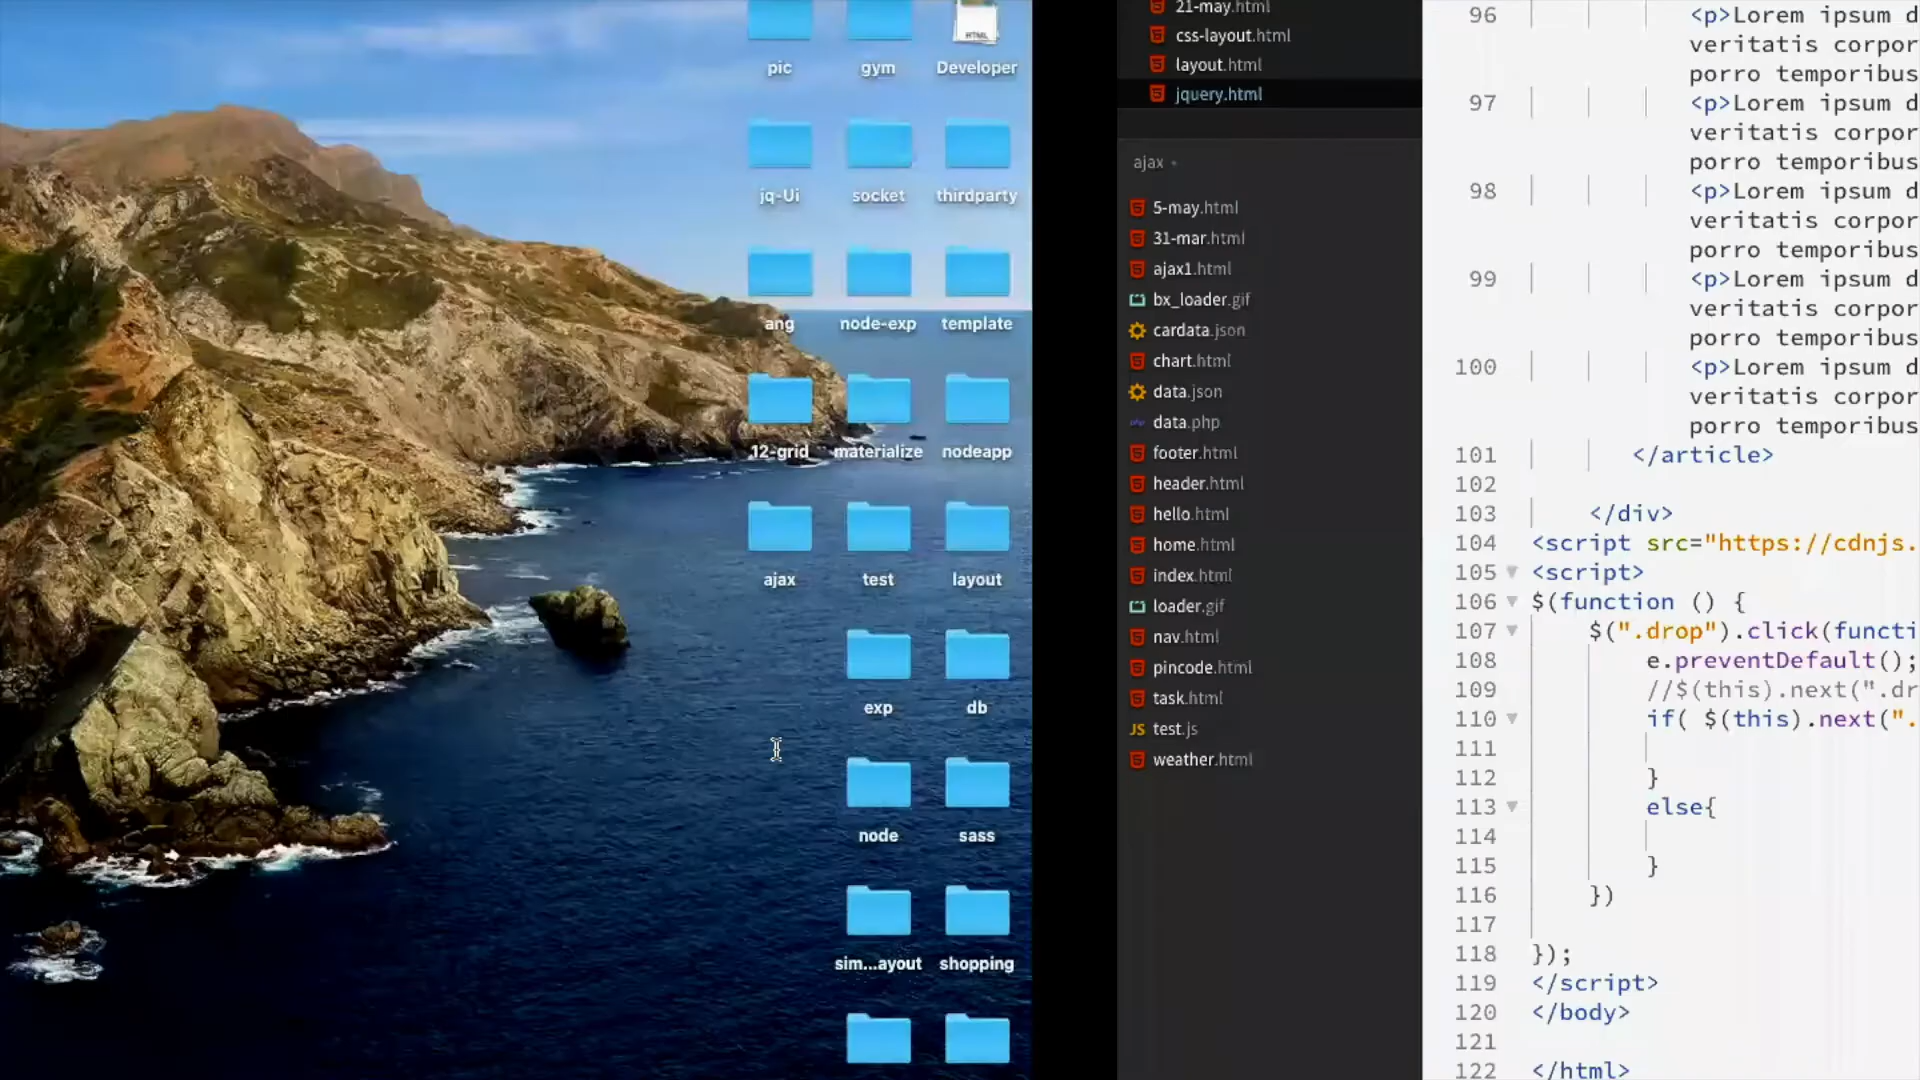 pic gym Developer
HTML
jq-Ui socket thirdparty
ang node-exp template
12-grid materialize nodeapp
ajax test layout
exp db
node sass
sim...ayout shopping
21-may.html
css-layout.html
layout.html
jquery.html
ajax
5-may.html
31-mar.html
ajax1.html
bx_loader.gif
cardata.json
chart.html
data.json
php data.php
footer.html
header.html
hello.html
home.html
index.html
loader.gif
nav.html
pincode.html
task.html
JS test.js
weather.html
96 <p>Lorem ipsum d
veritatis corpor
porro temporibus
97 <p>Lorem ipsum d
veritatis corpor
porro temporibus
98 <p>Lorem ipsum d
veritatis corpor
porro temporibus
99 <p>Lorem ipsum d
veritatis corpor
porro temporibus
100 <p>Lorem ipsum d
veritatis corpor
porro temporibus
101 </article>
102
103 </div>
104 <script src="https://cdnjs.
105 <script>
106 $(function () {
107 $(".drop").click(functi
108 e.preventDefault();
109 //$(this).next(".dr
110 if( $(this).next(".
111
112 }
113 else{
114
115 }
116 })
117
118 });
119 </script>
120 </body>
121
122 </html>